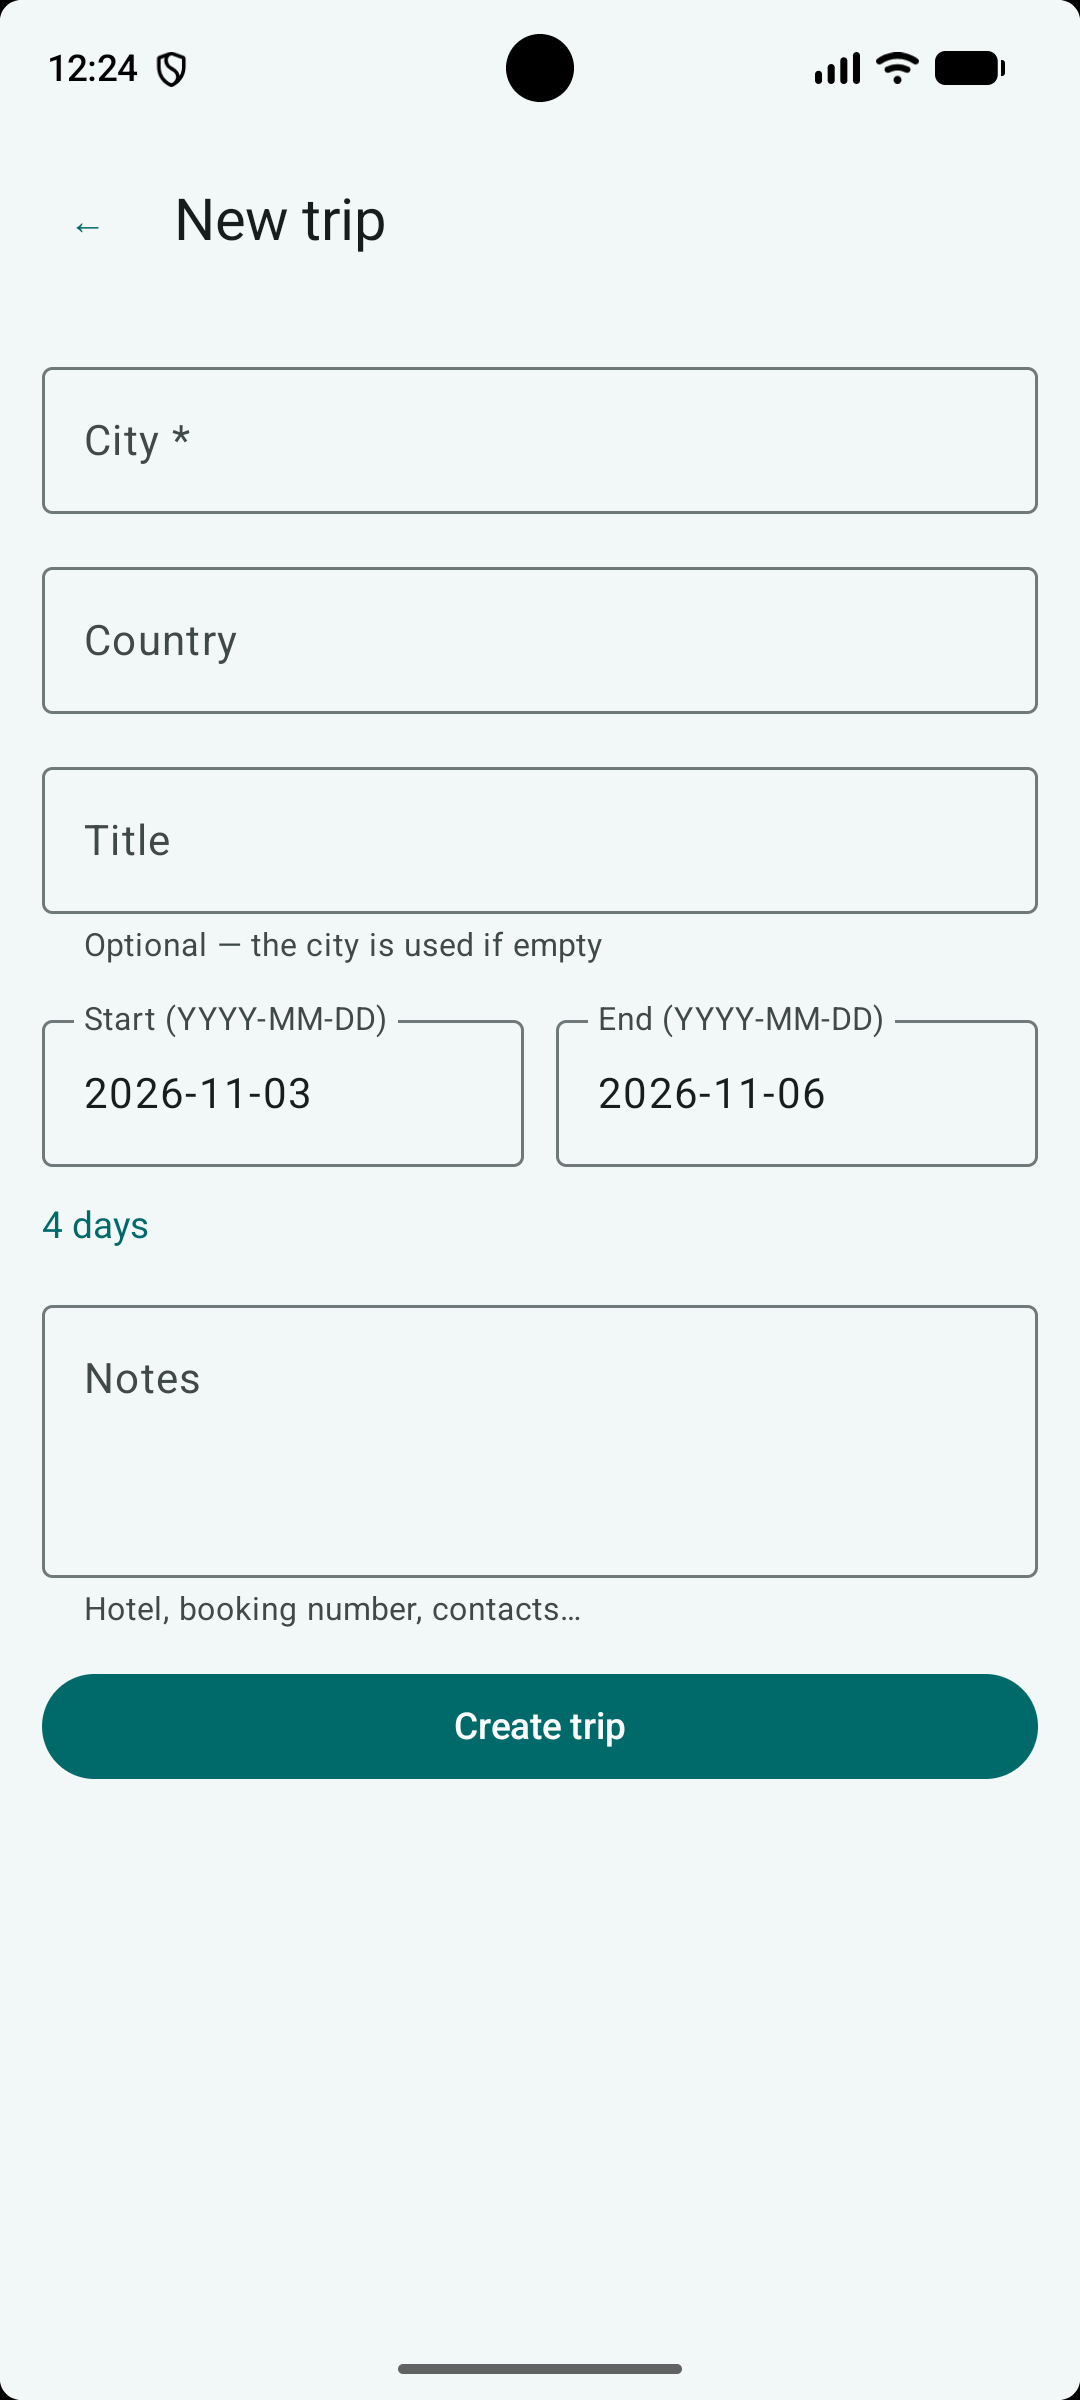 12:24
← New trip
City *
Country
Title
Optional — the city is used if empty
Start (YYYY-MM-DD) End (YYYY-MM-DD)
2026-11-03 2026-11-06
4 days
Notes
Hotel, booking number, contacts…
Create trip